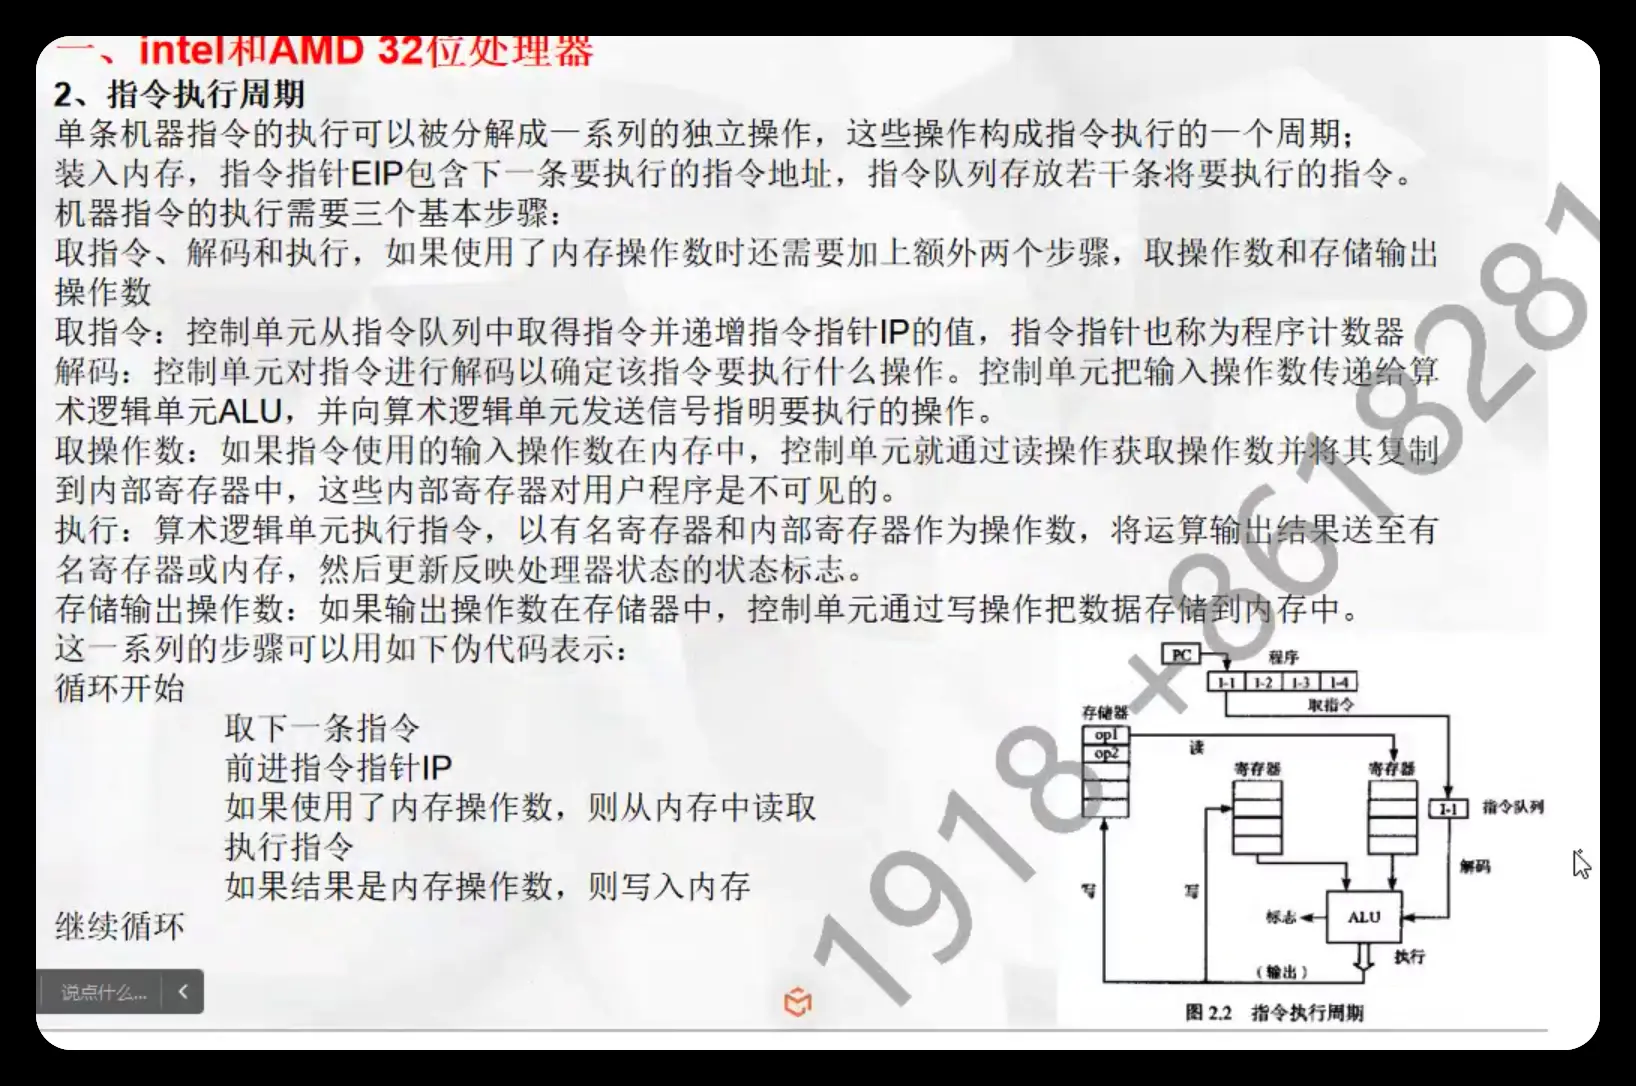 一、intel和AMD 32位处理器
2、指令执行周期
单条机器指令的执行可以被分解成一系列的独立操作，这些操作构成指令执行的一个周期；
装入内存，指令指针EIP包含下一条要执行的指令地址，指令队列存放若干条将要执行的指令。
机器指令的执行需要三个基本步骤：
取指令、解码和执行，如果使用了内存操作数时还需要加上额外两个步骤，取操作数和存储输出
操作数
取指令：控制单元从指令队列中取得指令并递增指令指针IP的值，指令指针也称为程序计数器
解码：控制单元对指令进行解码以确定该指令要执行什么操作。控制单元把输入操作数传递给算
术逻辑单元ALU，并向算术逻辑单元发送信号指明要执行的操作。
取操作数：如果指令使用的输入操作数在内存中，控制单元就通过读操作获取操作数并将其复制
到内部寄存器中，这些内部寄存器对用户程序是不可见的。
执行：算术逻辑单元执行指令，以有名寄存器和内部寄存器作为操作数，将运算输出结果送至有
名寄存器或内存，然后更新反映处理器状态的状态标志。
存储输出操作数：如果输出操作数在存储器中，控制单元通过写操作把数据存储到内存中。
这一系列的步骤可以用如下伪代码表示：
循环开始
取下一条指令
前进指令指针IP
如果使用了内存操作数，则从内存中读取
执行指令
如果结果是内存操作数，则写入内存
继续循环
PC
程序
I-1 I-2 I-3 I-4
取指令
存储器
op1
op2
读
寄存器
寄存器
I-1
指令队列
解码
写
写
标志
ALU
执行
（输出）
图 2.2 指令执行周期
说点什么...
1918 +8618281